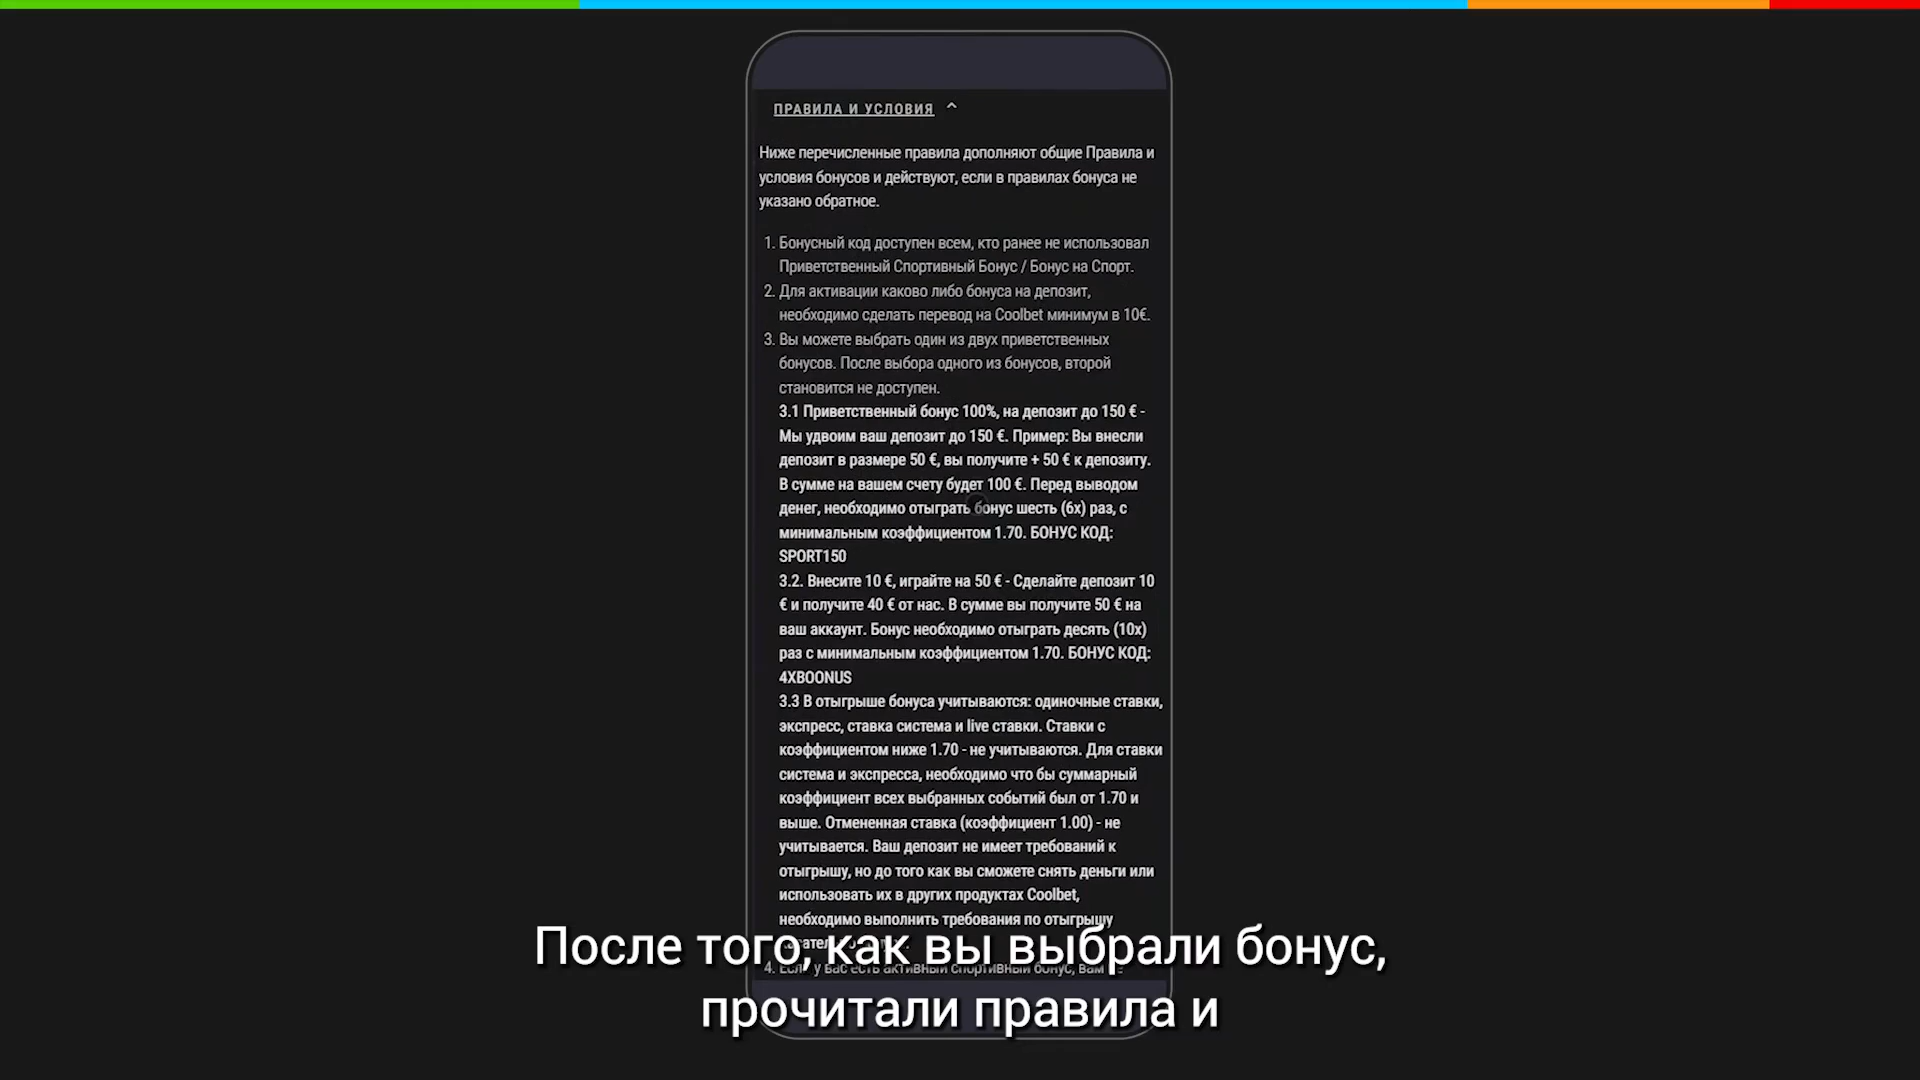 ПРАВИЛА И УСЛОВИЯ
Ниже перечисленные правила дополняют общие Правила и
условия бонусов и действуют, если в правилах бонуса не
указано обратное.
1. Бонусный код доступен всем, кто ранее не использовал
Приветственный Спортивный Бонус / Бонус на Спорт.
2. Для активации каково либо бонуса на депозит,
необходимо сделать перевод на Coolbet минимум в 10€.
3. Вы можете выбрать один из двух приветственных
бонусов. После выбора одного из бонусов, второй
становится не доступен.
3.1 Приветственный бонус 100%, на депозит до 150 € -
Мы удвоим ваш депозит до 150 €. Пример: Вы внесли
депозит в размере 50 €, вы получите + 50 € к депозиту.
В сумме на вашем счету будет 100 €. Перед выводом
денег, необходимо отыграть бонус шесть (6x) раз, с
минимальным коэффициентом 1.70. БОНУС КОД:
SPORT150
3.2. Внесите 10 €, играйте на 50 € - Сделайте депозит 10
€ и получите 40 € от нас. В сумме вы получите 50 € на
ваш аккаунт. Бонус необходимо отыграть десять (10x)
раз с минимальным коэффициентом 1.70. БОНУС КОД:
4XBOONUS
3.3 В отыгрыше бонуса учитываются: одиночные ставки,
экспресс, ставка система и live ставки. Ставки с
коэффициентом ниже 1.70 - не учитываются. Для ставки
система и экспресса, необходимо что бы суммарный
коэффициент всех выбранных событий был от 1.70 и
выше. Отмененная ставка (коэффициент 1.00) - не
учитывается. Ваш депозит не имеет требований к
отыгрышу, но до того как вы сможете снять деньги или
использовать их в других продуктах Coolbet,
необходимо выполнить требования по отыгрышу
4. Если у вас есть активный спортивный бонус, вам
После того, как вы выбрали бонус,
прочитали правила и